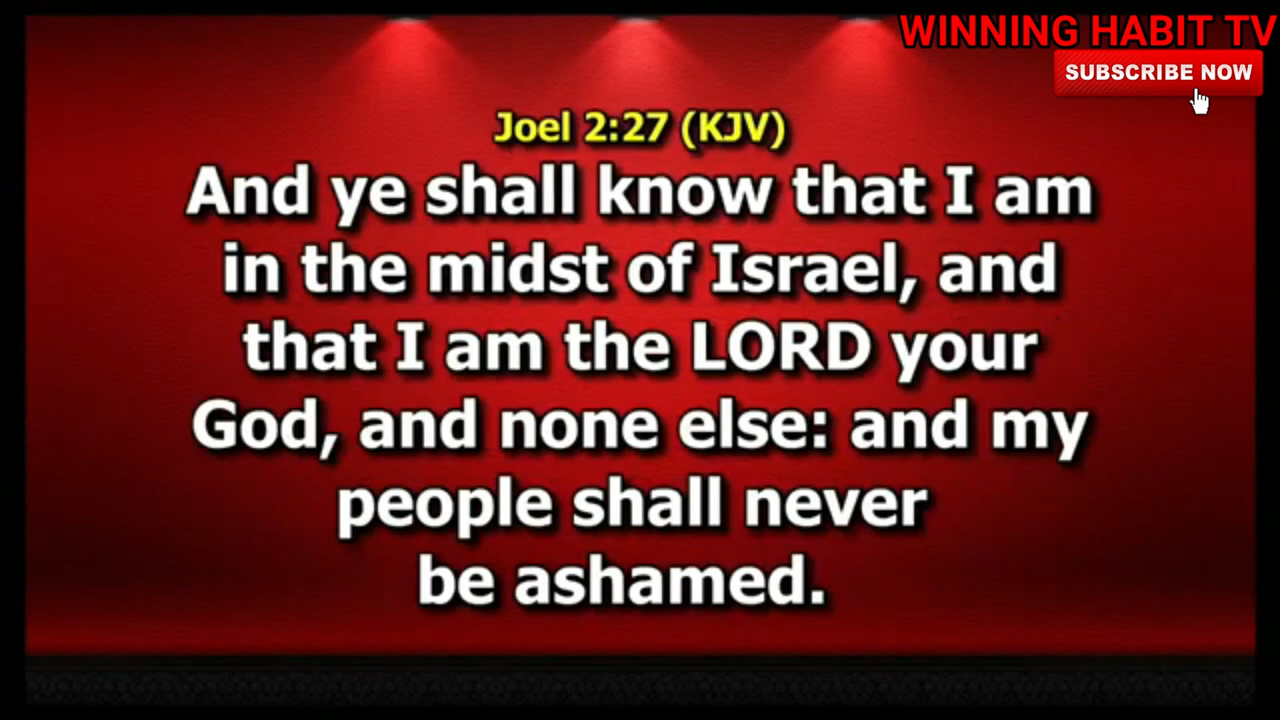 WINNING HABIT TV
SUBSCRIBE NOW
Joel 2:27 (KJV)
And ye shall know that I am
in the midst of Israel, and
that I am the LORD your
God, and none else: and my
people shall never
be ashamed.